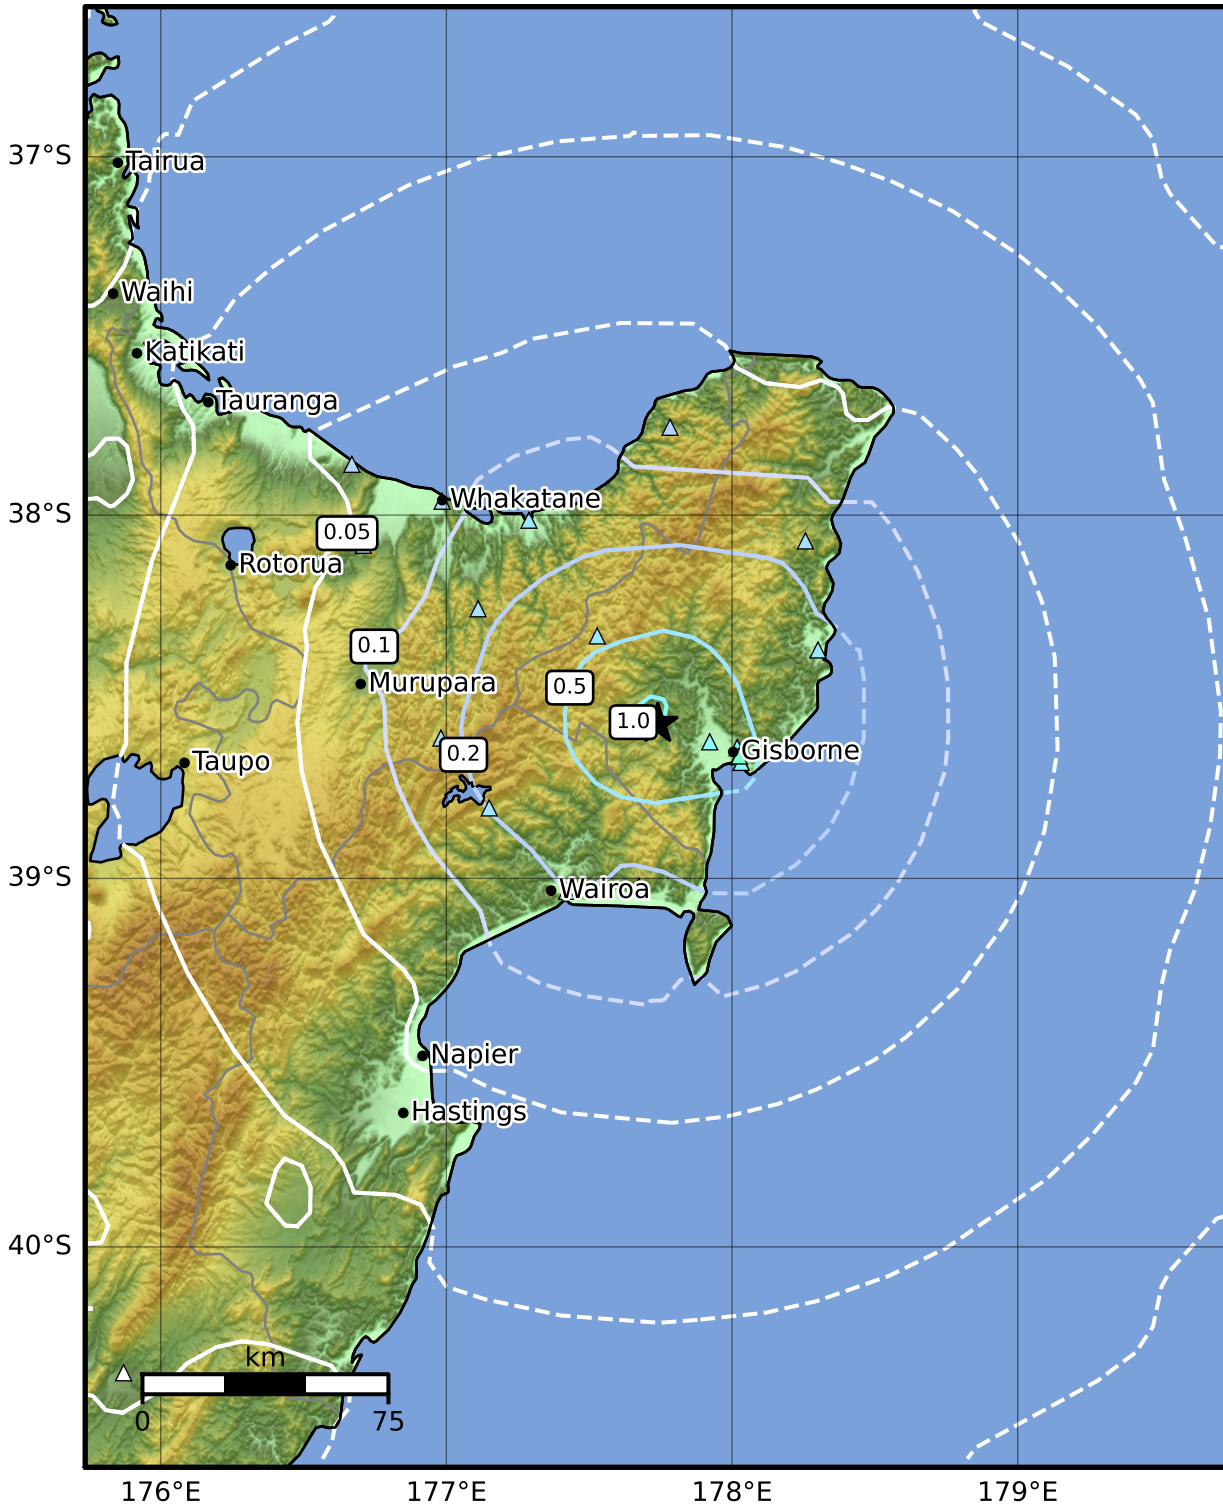 37°S
Tairua
Waihi
Katikati
Tauranga
Whakatane
38°S
0.05
Rotorua
0.1
Murupara
0.5
1.0
0.2
Gisborne
Taupo
39°S
Wairoa
Napier
Hastings
40°S
km
0
75
176°E
177°E
178°E
179°E